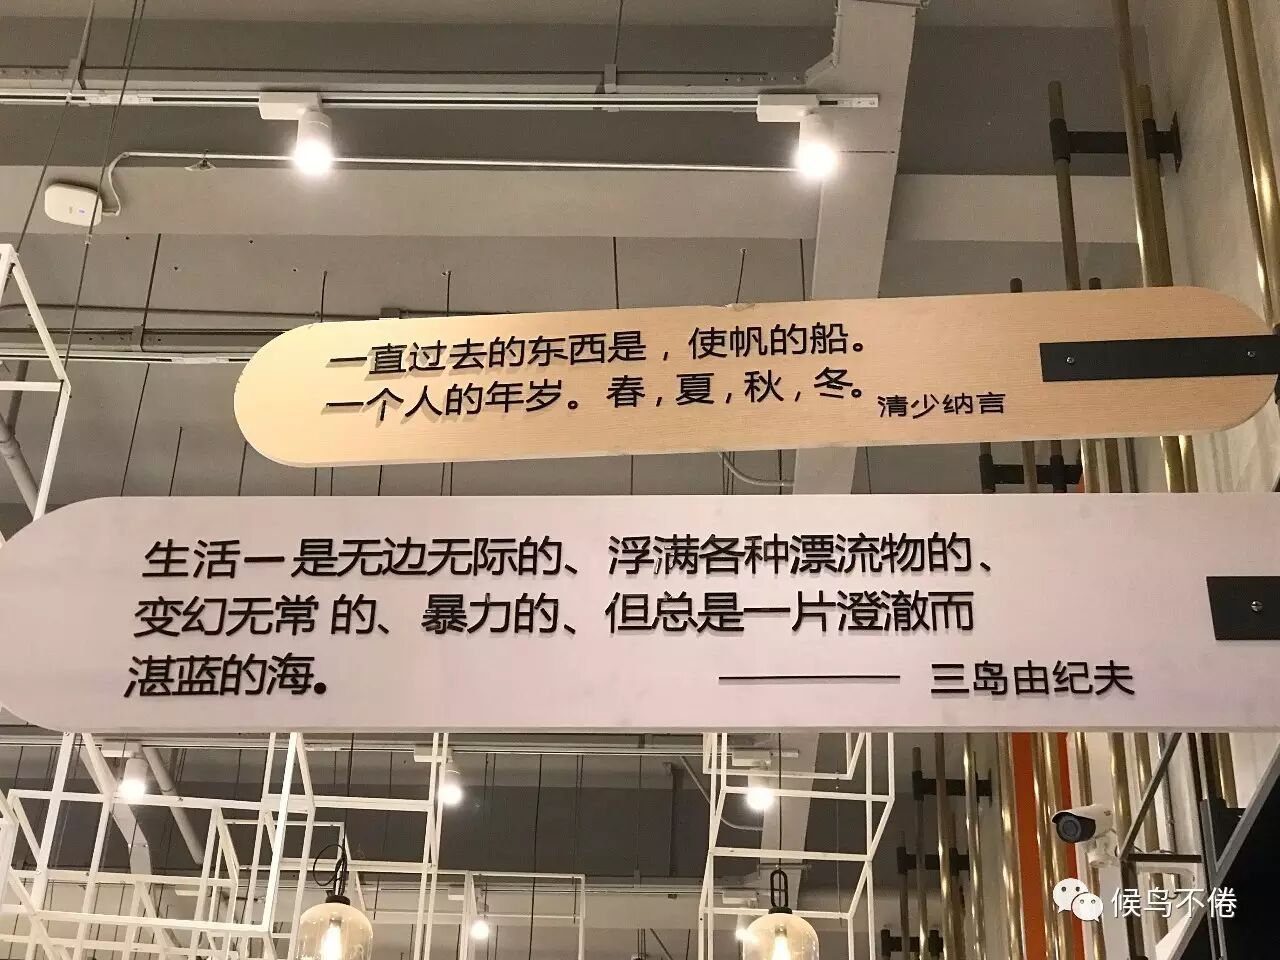 一直过去的东西是，使帆的船。
一个人的年岁。春，夏，秋，冬。
清少纳言
生活一是无边无际的、浮满各种漂流物的、
变幻无常的、暴力的、但总是一片澄澈而
湛蓝的海。
—— 三岛由纪夫
候鸟不倦